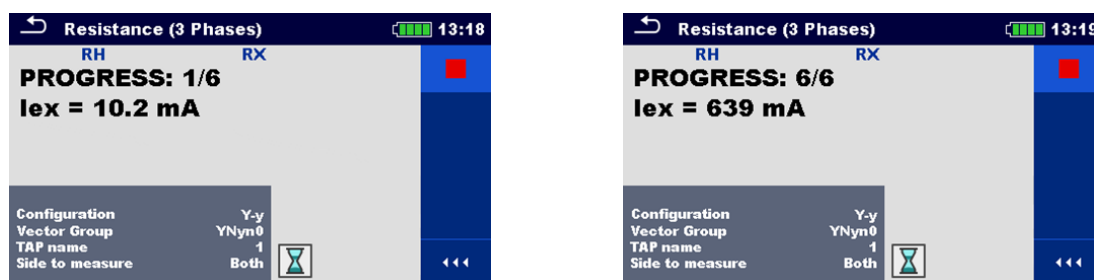 Resistance (3 Phases) 13:18
RH RX
PROGRESS: 1/6
Iex = 10.2 mA
Configuration Y-y
Vector Group YNyn0
TAP name 1
Side to measure Both
Resistance (3 Phases) 13:19
RH RX
PROGRESS: 6/6
Iex = 639 mA
Configuration Y-y
Vector Group YNyn0
TAP name 1
Side to measure Both